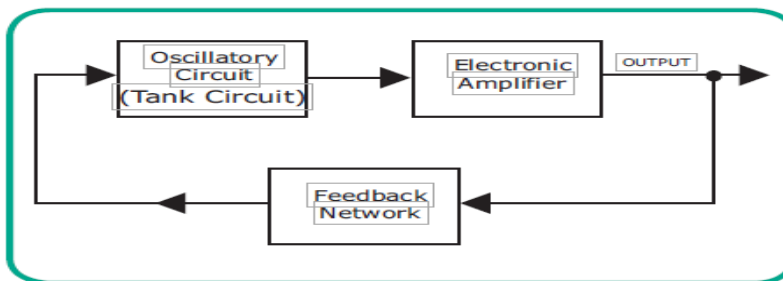 Oscillatory
Circuit
(Tank Circuit)
Electronic
Amplifier
OUTPUT
Feedback
Network